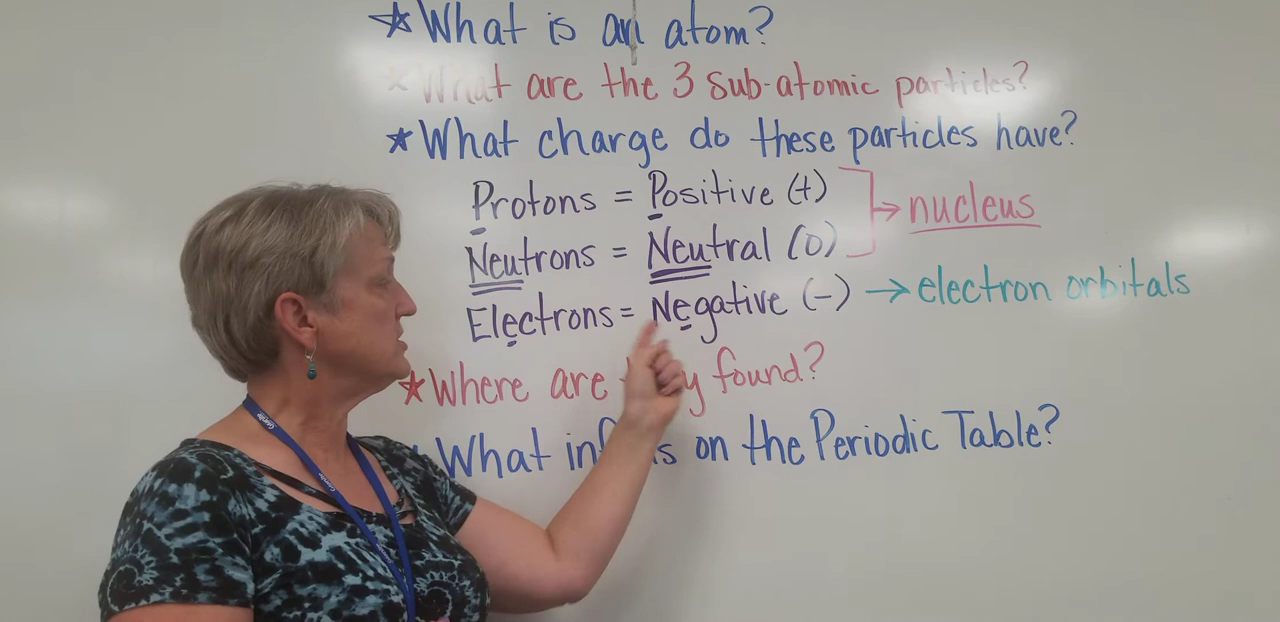 ☆What is an atom?
What are the 3 sub-atomic particles?
★What charge do these particles have?
Protons = Positive (+)
Neutrons = Neutral (0) → nucleus
Electrons = Negative (-) → electron orbitals
★Where are found?
What is on the Periodic Table?